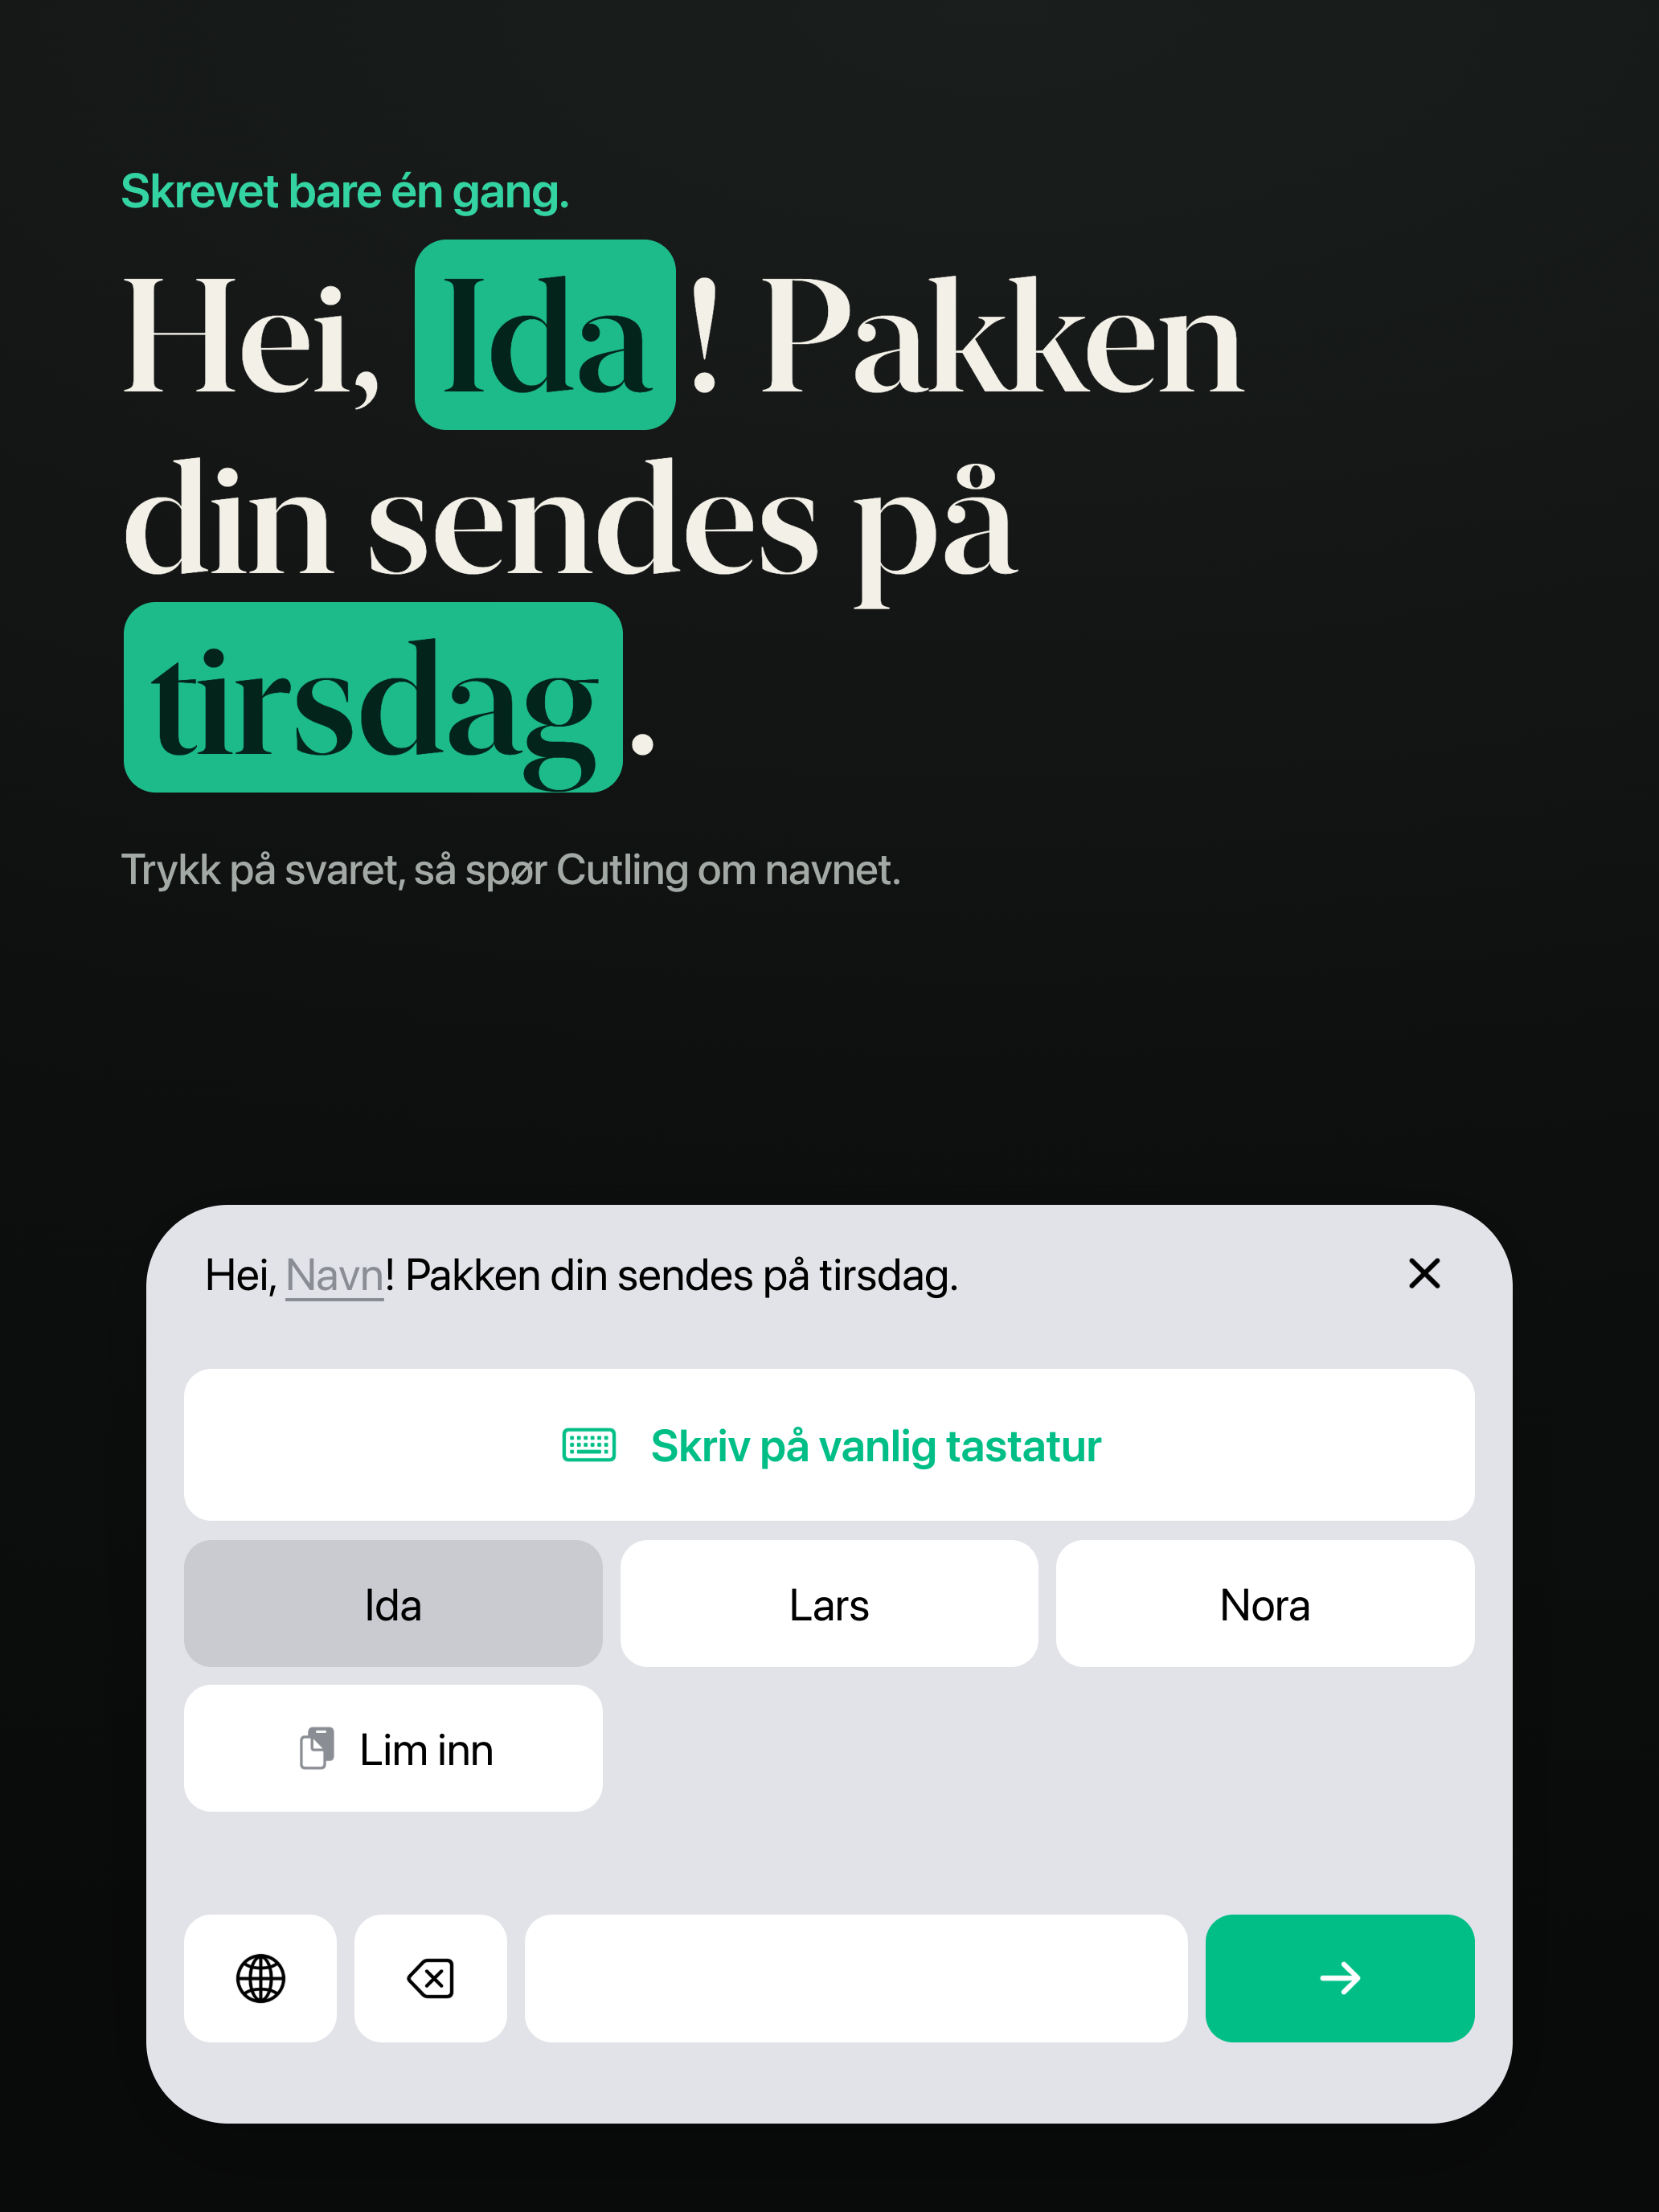 Skrevet bare én gang.
Hei, Ida! Pakken
din sendes på
tirsdag.
Trykk på svaret, så spør Cutling om navnet.
Hei, Navn! Pakken din sendes på tirsdag.
Skriv på vanlig tastatur
Ida
Lars
Nora
Lim inn